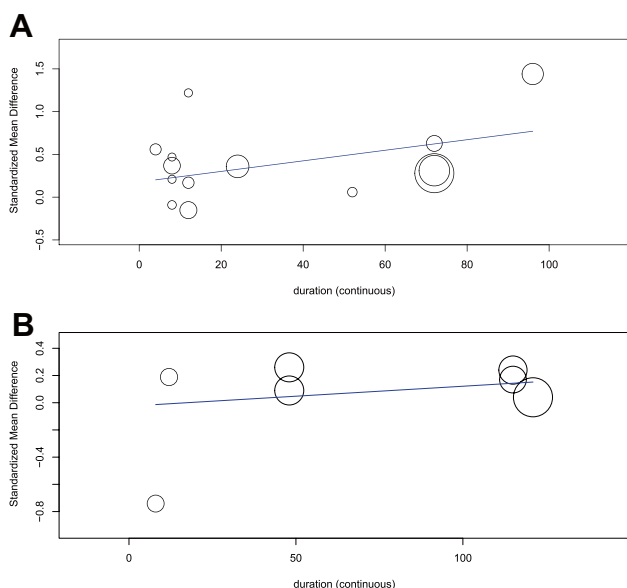 A
Standardized Mean Difference
1.5
1.0
0.5
0.0
−0.5
0 20 40 60 80 100
duration (continuous)
B
Standardized Mean Difference
0.4
0.2
0.0
−0.4
−0.8
0 50 100
duration (continuous)